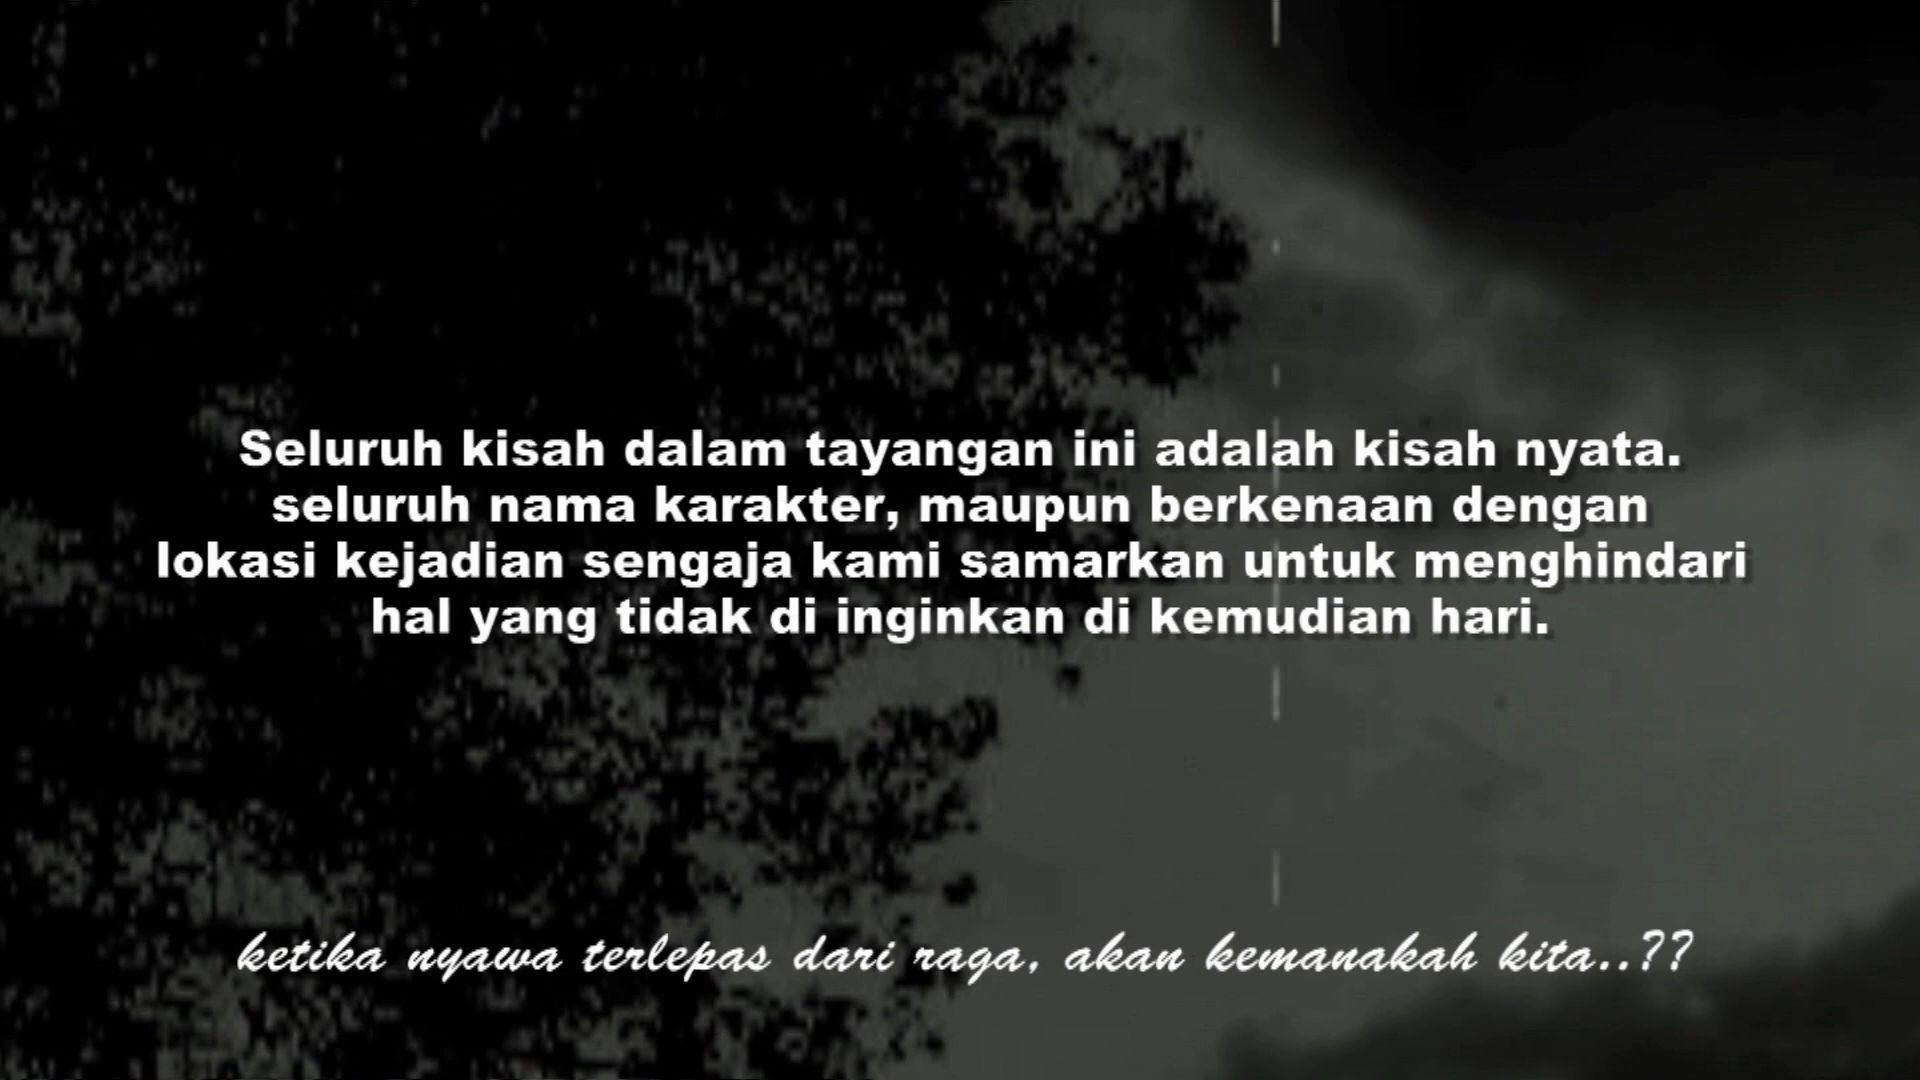 Seluruh kisah dalam tayangan ini adalah kisah nyata.
seluruh nama karakter, maupun berkenaan dengan
lokasi kejadian sengaja kami samarkan untuk menghindari
hal yang tidak di inginkan di kemudian hari.
ketika nyawa terlepas dari raga, akan kemanakah kita..??